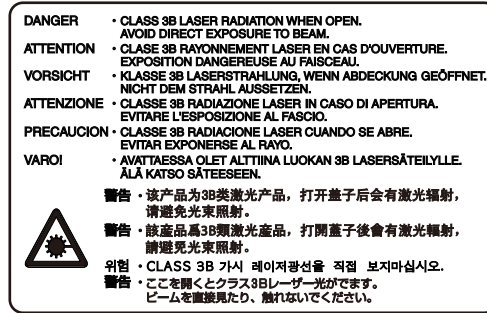 DANGER · CLASS 3B LASER RADIATION WHEN OPEN.
AVOID DIRECT EXPOSURE TO BEAM.
ATTENTION · CLASE 3B RAYONNEMENT LASER EN CAS D'OUVERTURE.
EXPOSITION DANGEREUSE AU FAISCEAU.
VORSICHT · KLASSE 3B LASERSTRAHLUNG, WENN ABDECKUNG GEÖFFNET.
NICHT DEM STRAHL AUSSETZEN.
ATTENZIONE · CLASSE 3B RADIAZIONE LASER IN CASO DI APERTURA.
EVITARE L'ESPOSIZIONE AL FASCIO.
PRECAUCION · CLASSE 3B RADIACIONE LASER CUANDO SE ABRE.
EVITAR EXPONERSE AL RAYO.
VARO! · AVATTAESSA OLET ALTTIINA LUOKAN 3B LASERSÄTEILYLLE.
ÄLÄ KATSO SÄTEESEEN.
警告 · 该产品为3B类激光产品，打开盖子后会有激光辐射，
请避免光束照射。
警告 · 該産品爲3B類激光産品，打開蓋子後會有激光輻射，
請避免光束照射。
위험 · CLASS 3B 가시 레이저광선을 직접 보지마십시오.
警告 · ここを開くとクラス3Bレーザー光がでます。
ビームを直接見たり、触れないでください。